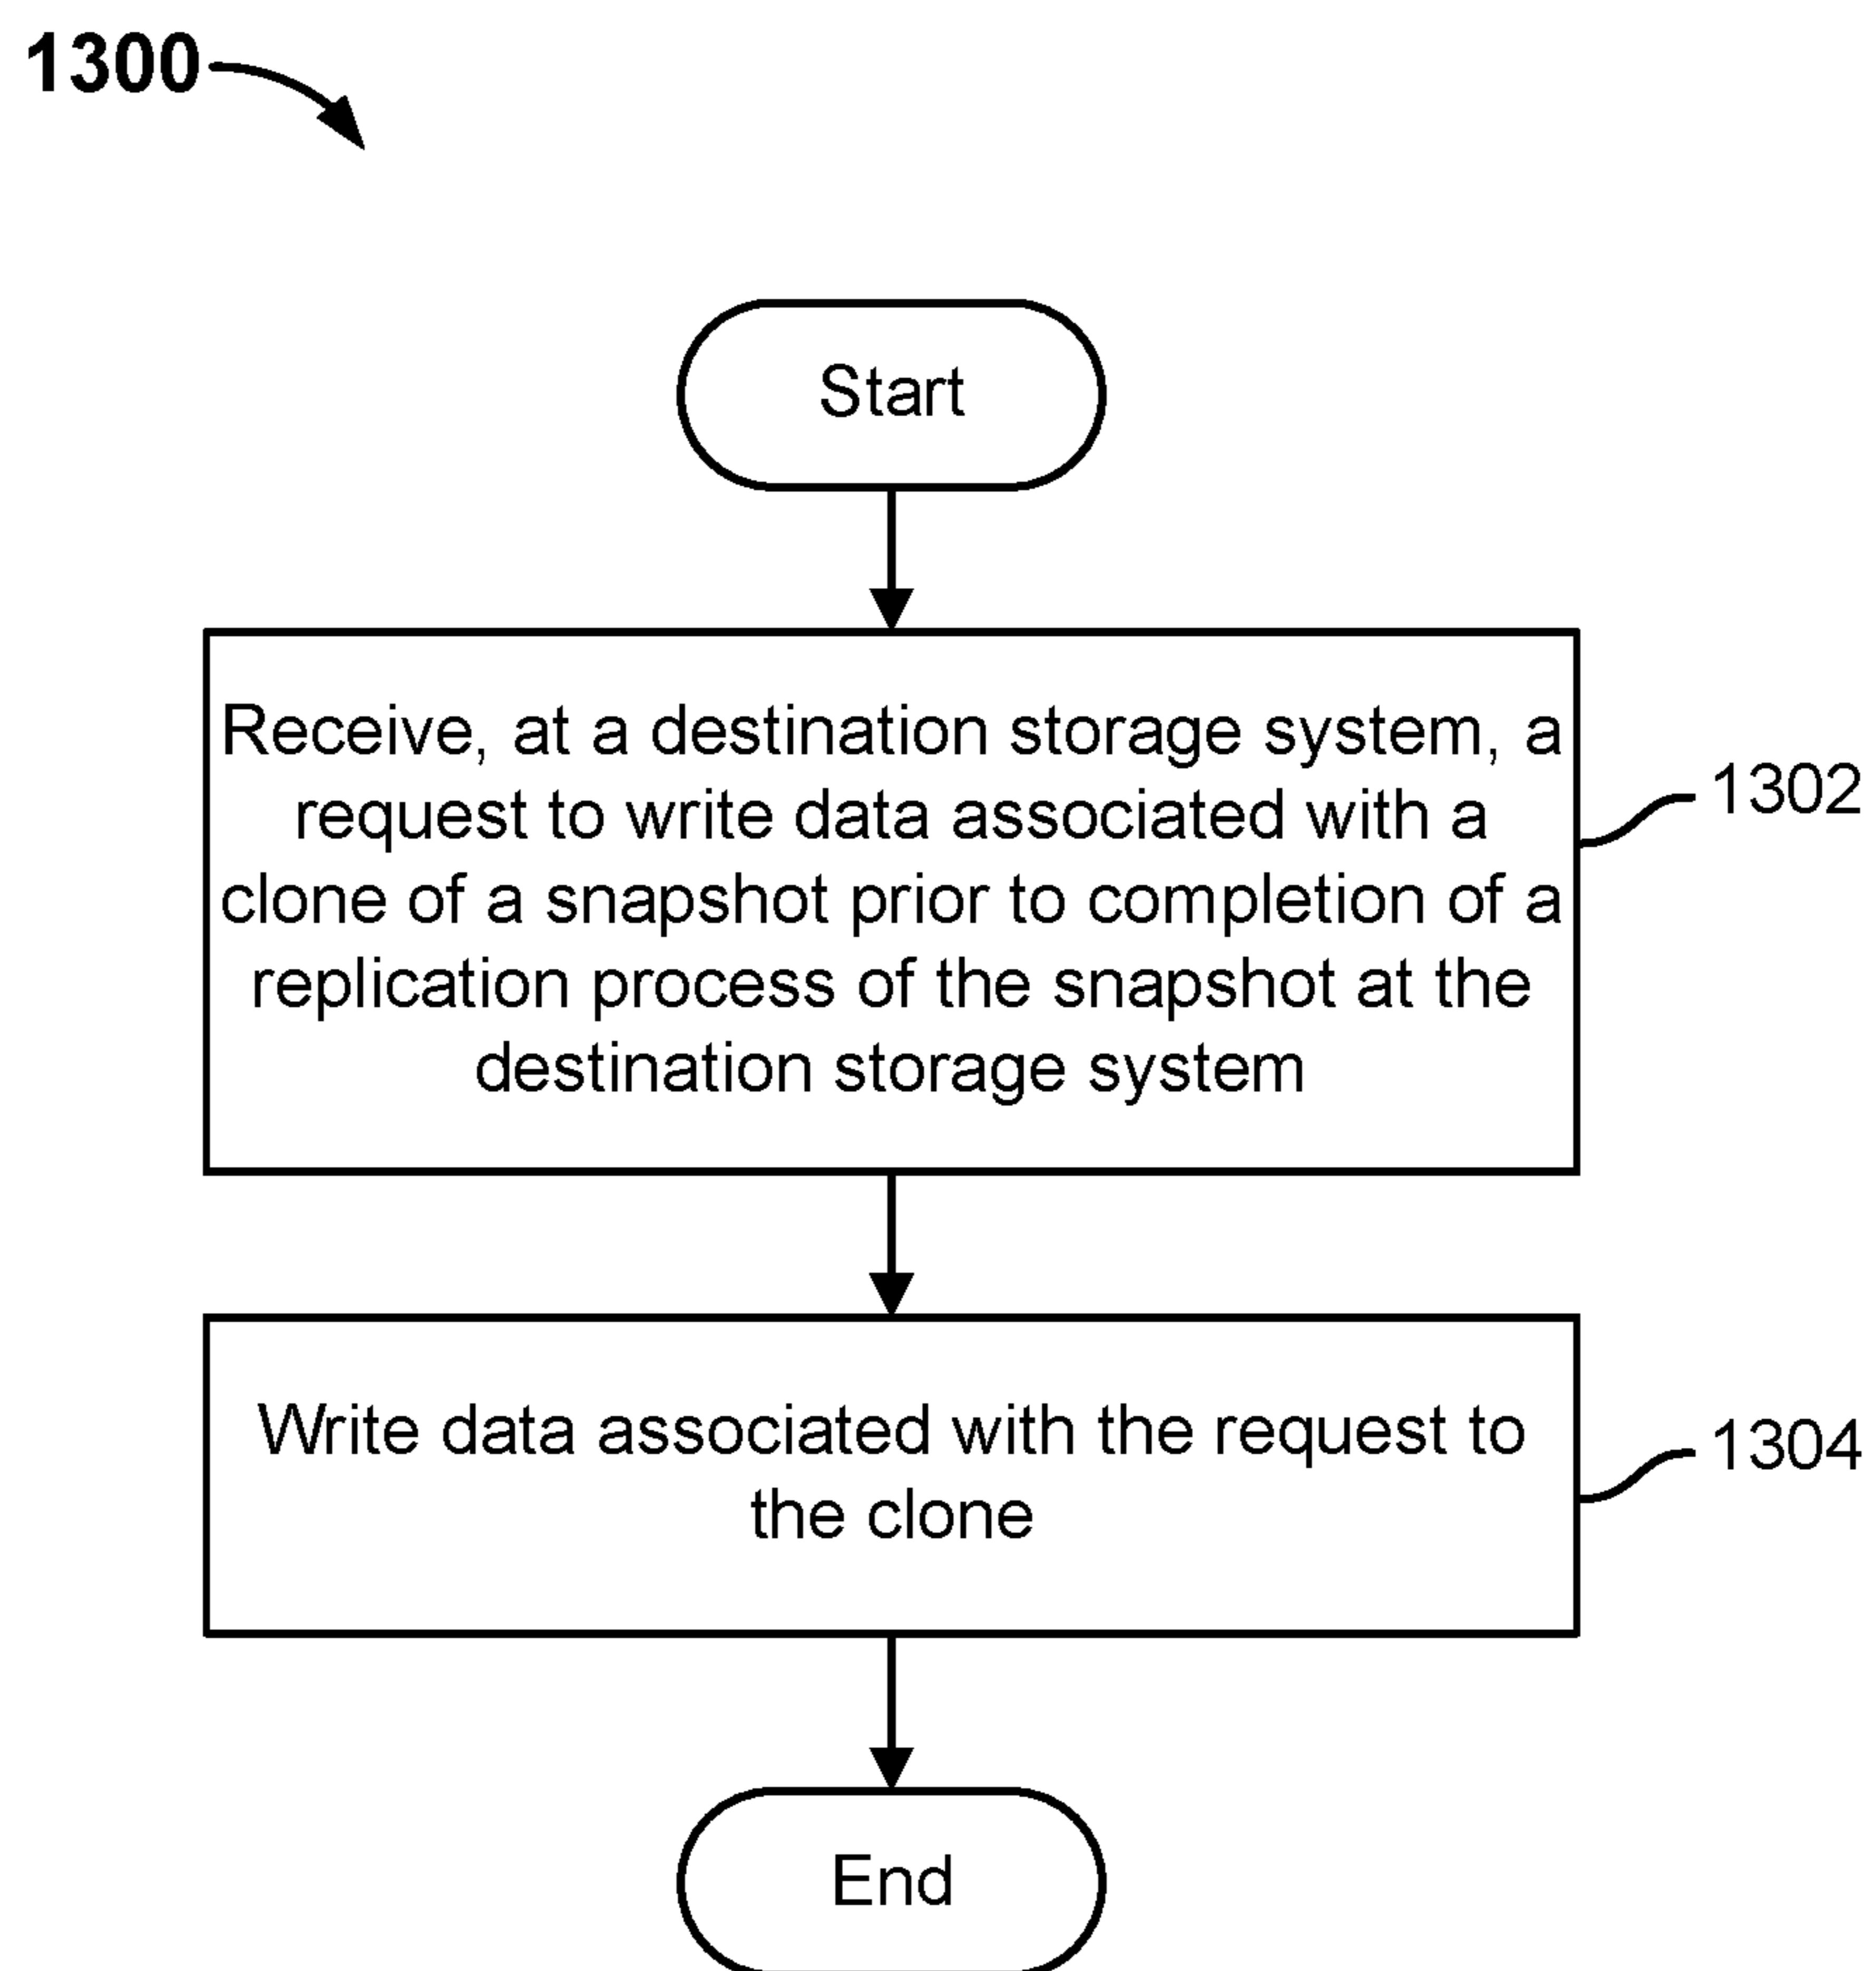 1300
Start
Receive, at a destination storage system, a
request to write data associated with a
clone of a snapshot prior to completion of a
replication process of the snapshot at the
destination storage system
1302
Write data associated with the request to
the clone
1304
End